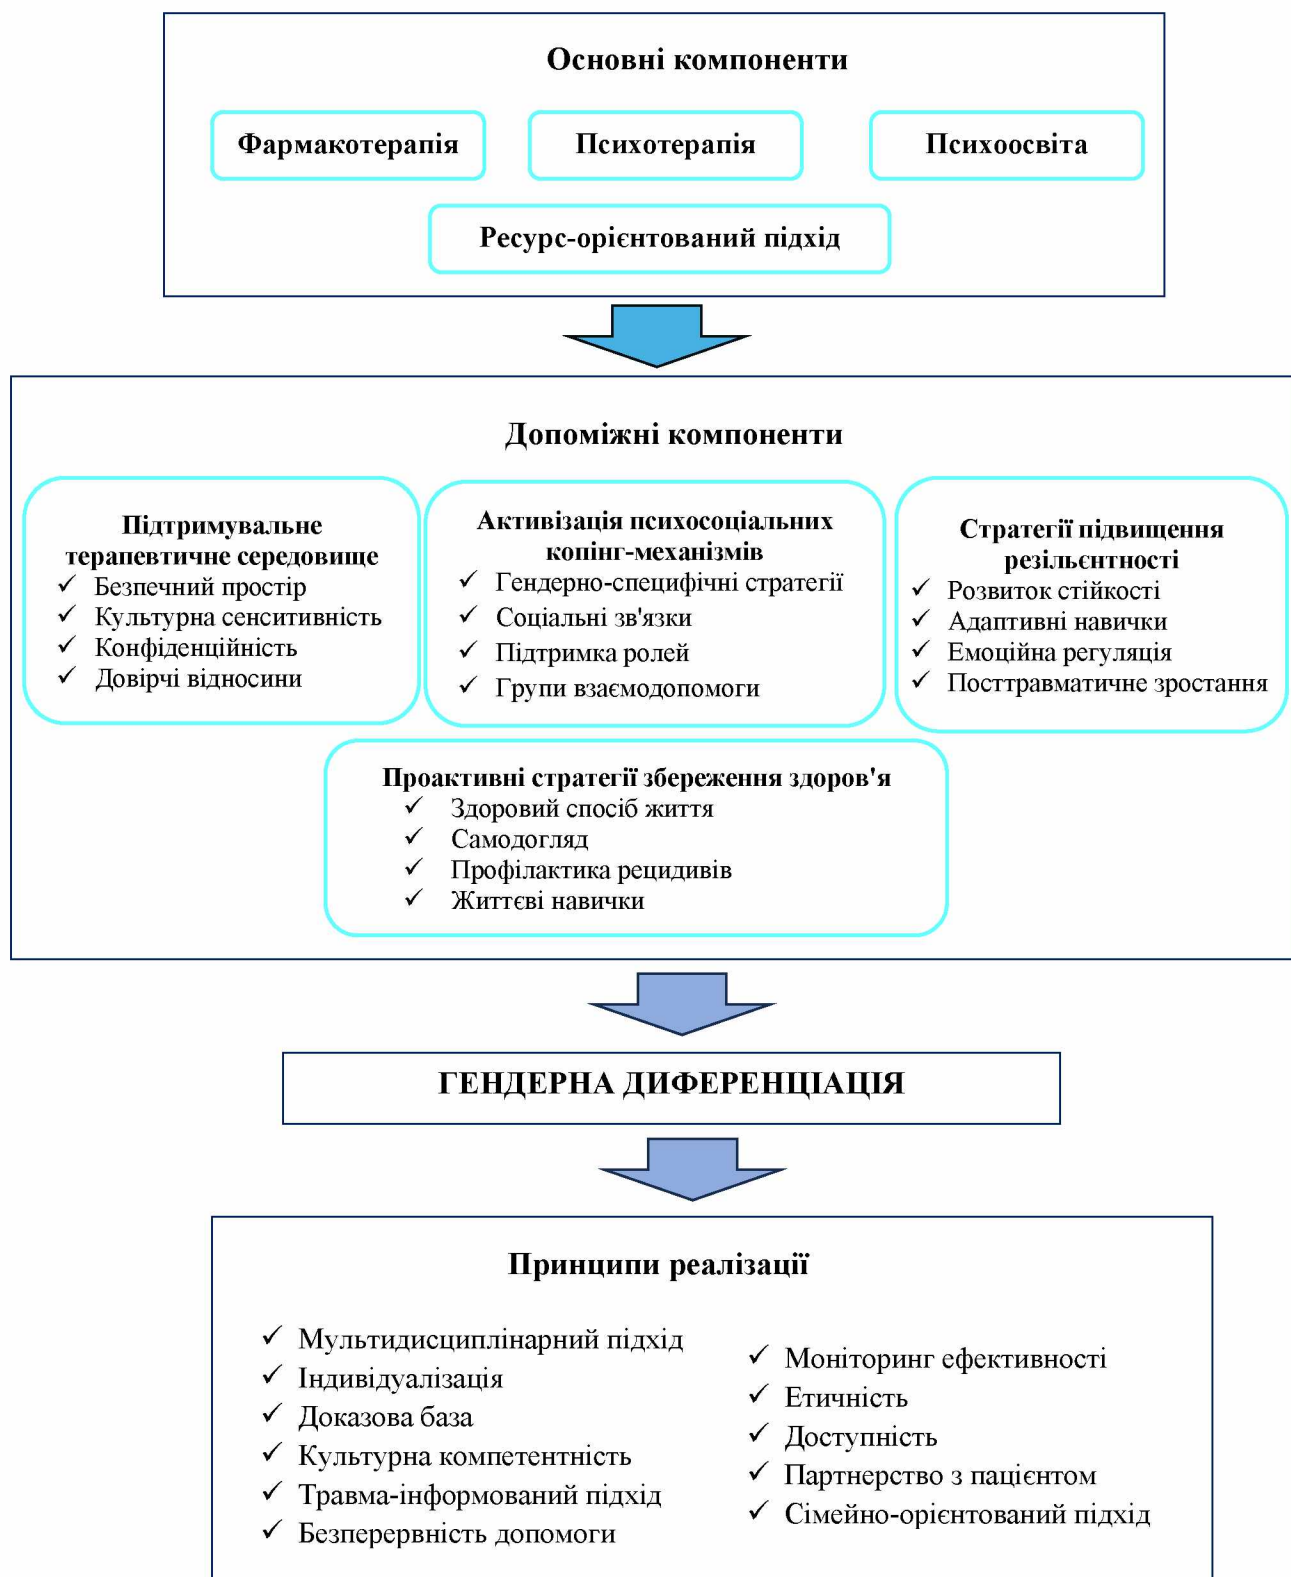 Основні компоненти
Фармакотерапія
Психотерапія
Психоосвіта
Ресурс-орієнтований підхід
Допоміжні компоненти
Підтримувальне
терапевтичне середовище
✓ Безпечний простір
✓ Культурна сенситивність
✓ Конфіденційність
✓ Довірчі відносини
Активізація психосоціальних
копінг-механізмів
✓ Гендерно-специфічні стратегії
✓ Соціальні зв'язки
✓ Підтримка ролей
✓ Групи взаємодопомоги
Стратегії підвищення
резільєнтності
✓ Розвиток стійкості
✓ Адаптивні навички
✓ Емоційна регуляція
✓ Посттравматичне зростання
Проактивні стратегії збереження здоров'я
✓ Здоровий спосіб життя
✓ Самодогляд
✓ Профілактика рецидивів
✓ Життєві навички
ГЕНДЕРНА ДИФЕРЕНЦІАЦІЯ
Принципи реалізації
✓ Мультидисциплінарний підхід
✓ Індивідуалізація
✓ Доказова база
✓ Культурна компетентність
✓ Травма-інформований підхід
✓ Безперервність допомоги
✓ Моніторинг ефективності
✓ Етичність
✓ Доступність
✓ Партнерство з пацієнтом
✓ Сімейно-орієнтований підхід